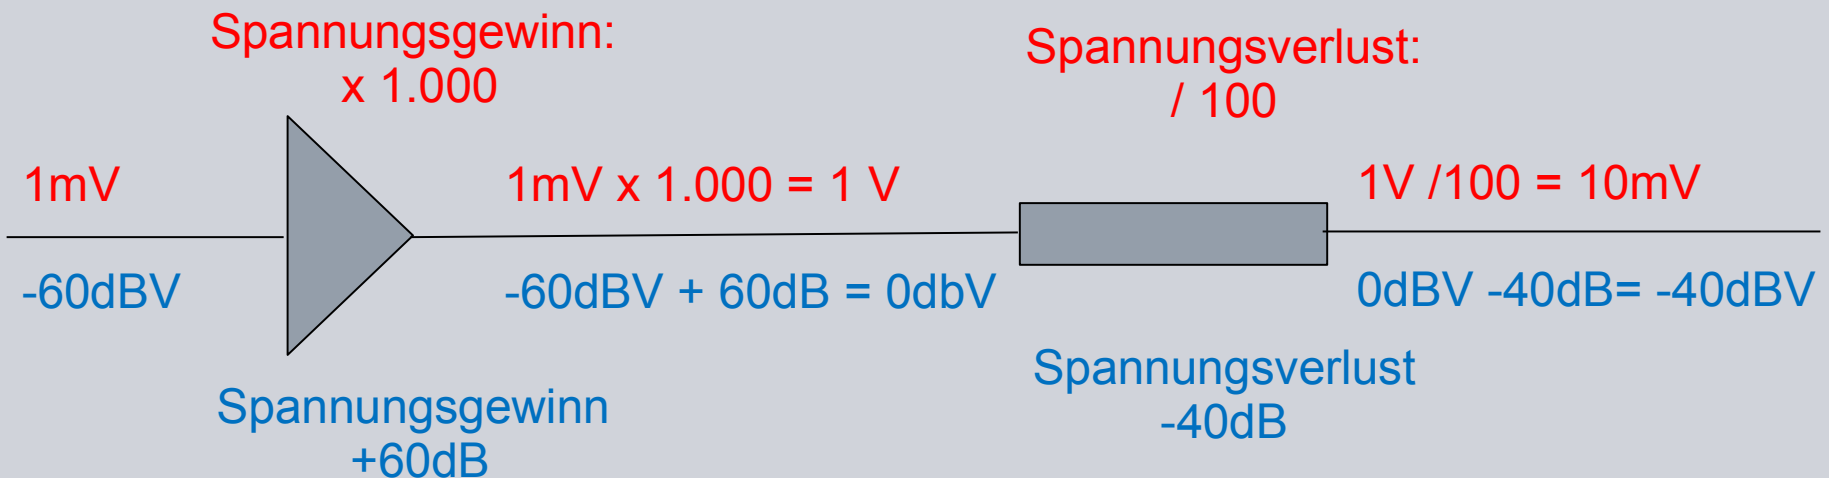 Spannungsgewinn:
x 1.000
Spannungsverlust:
/ 100
1mV
1mV x 1.000 = 1 V
1V /100 = 10mV
-60dBV
-60dBV + 60dB = 0dbV
0dBV -40dB= -40dBV
Spannungsgewinn
+60dB
Spannungsverlust
-40dB